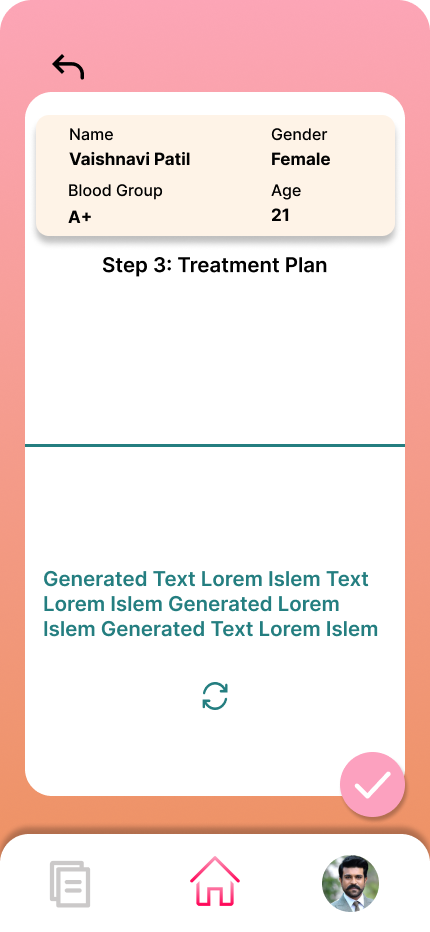 Name
Gender
Vaishnavi Patil
Female
Blood Group
Age
A+
21
Step 3: Treatment Plan
Generated Text Lorem Islem Text
Lorem Islem Generated Lorem
Islem Generated Text Lorem Islem